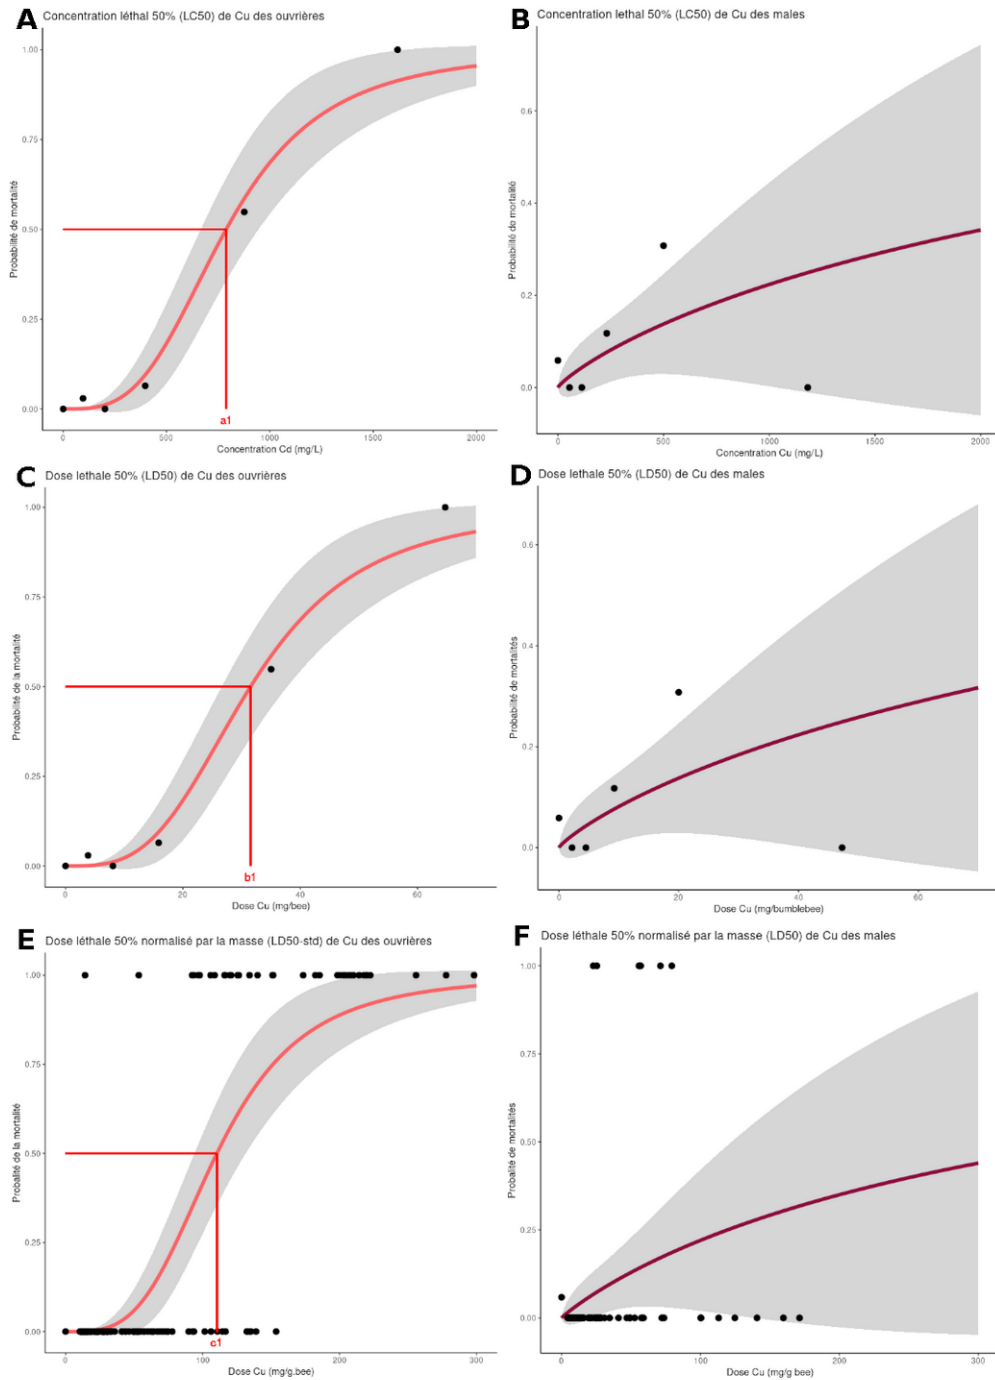 A Concentration léthal 50% (LC50) de Cu des ouvrières
Probabilité de mortalité
1.00
0.75
0.50
0.25
0.00
a1
0 500 1000 1500 2000
Concentration Cd (mg/L)
B Concentration lethal 50% (LC50) de Cu des males
Probabilité de mortalité
0.6
0.4
0.2
0.0
0 500 1000 1500 2000
Concentration Cu (mg/L)
C Dose lethale 50% (LD50) de Cu des ouvrières
Probabilité de la mortalité
1.00
0.75
0.50
0.25
0.00
b1
0 20 40 60
Dose Cu (mg/bee)
D Dose lethale 50% (LD50) de Cu des males
Probabilité de mortalités
0.6
0.4
0.2
0.0
0 20 40 60
Dose Cu (mg/bumblebee)
E Dose léthale 50% normalisé par la masse (LD50-std) de Cu des ouvrières
Probalité de la mortalité
1.00
0.75
0.50
0.25
0.00
c1
0 100 200 300
Dose Cu (mg/g.bee)
F Dose léthale 50% normalisé par la masse (LD50) de Cu des males
Probalité de mortalités
1.00
0.75
0.50
0.25
0.00
0 100 200 300
Dose Cu (mg/g bee)